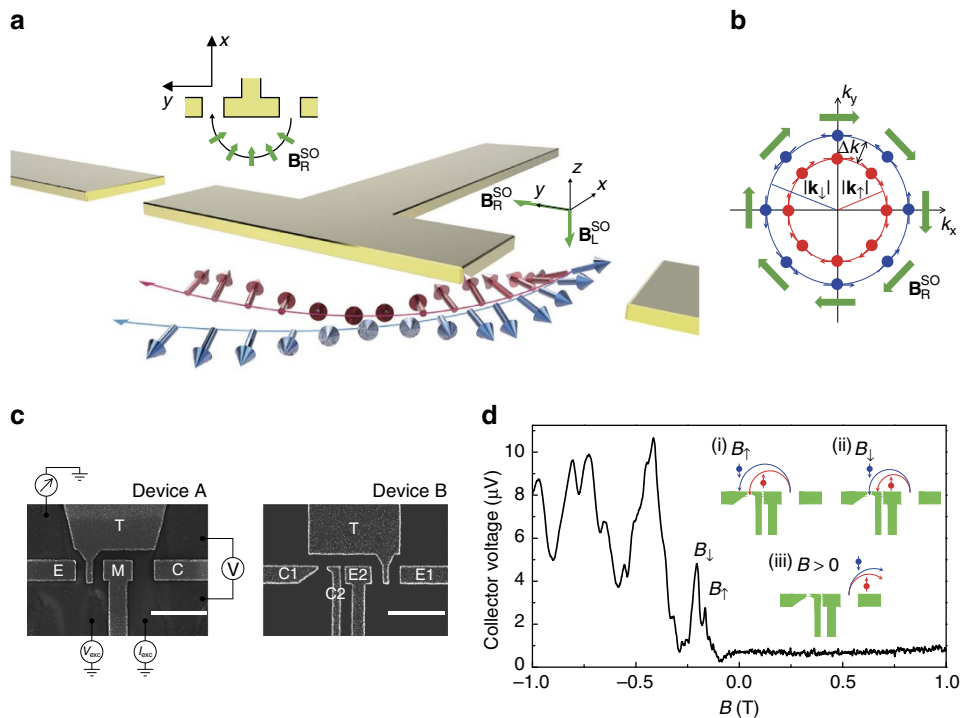 a
x
y
B_R^SO
z
y
x
B_R^SO
B_L^SO
b
k_y
Δk
|k↓| |k↑|
k_x
B_R^SO
c
Device A
T
E M C
V
V_exc I_exc
Device B
T
C1 C2 E2 E1
d
Collector voltage (μV)
10
8
6
4
2
0
−1.0 −0.5 0.0 0.5 1.0
B (T)
B↓
B↑
(i) B↑
(ii) B↓
(iii) B > 0